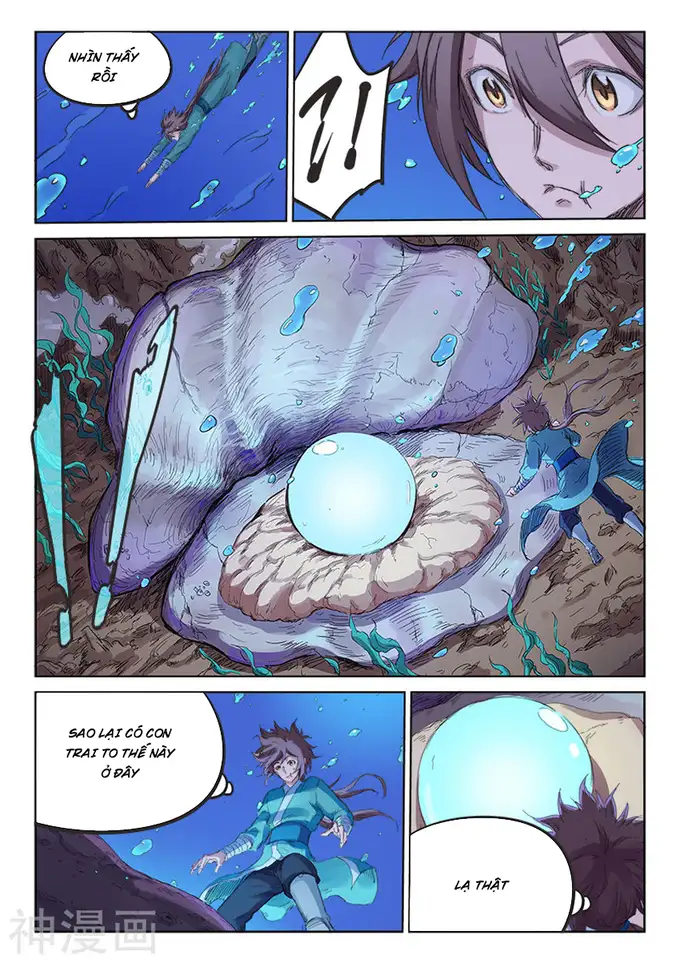 NHÌN THẤY
RỒI
?!
!!
SAO LẠI CÓ CON
TRAI TO THẾ NÀY
Ở ĐÂY
LẠ THẬT
神漫画